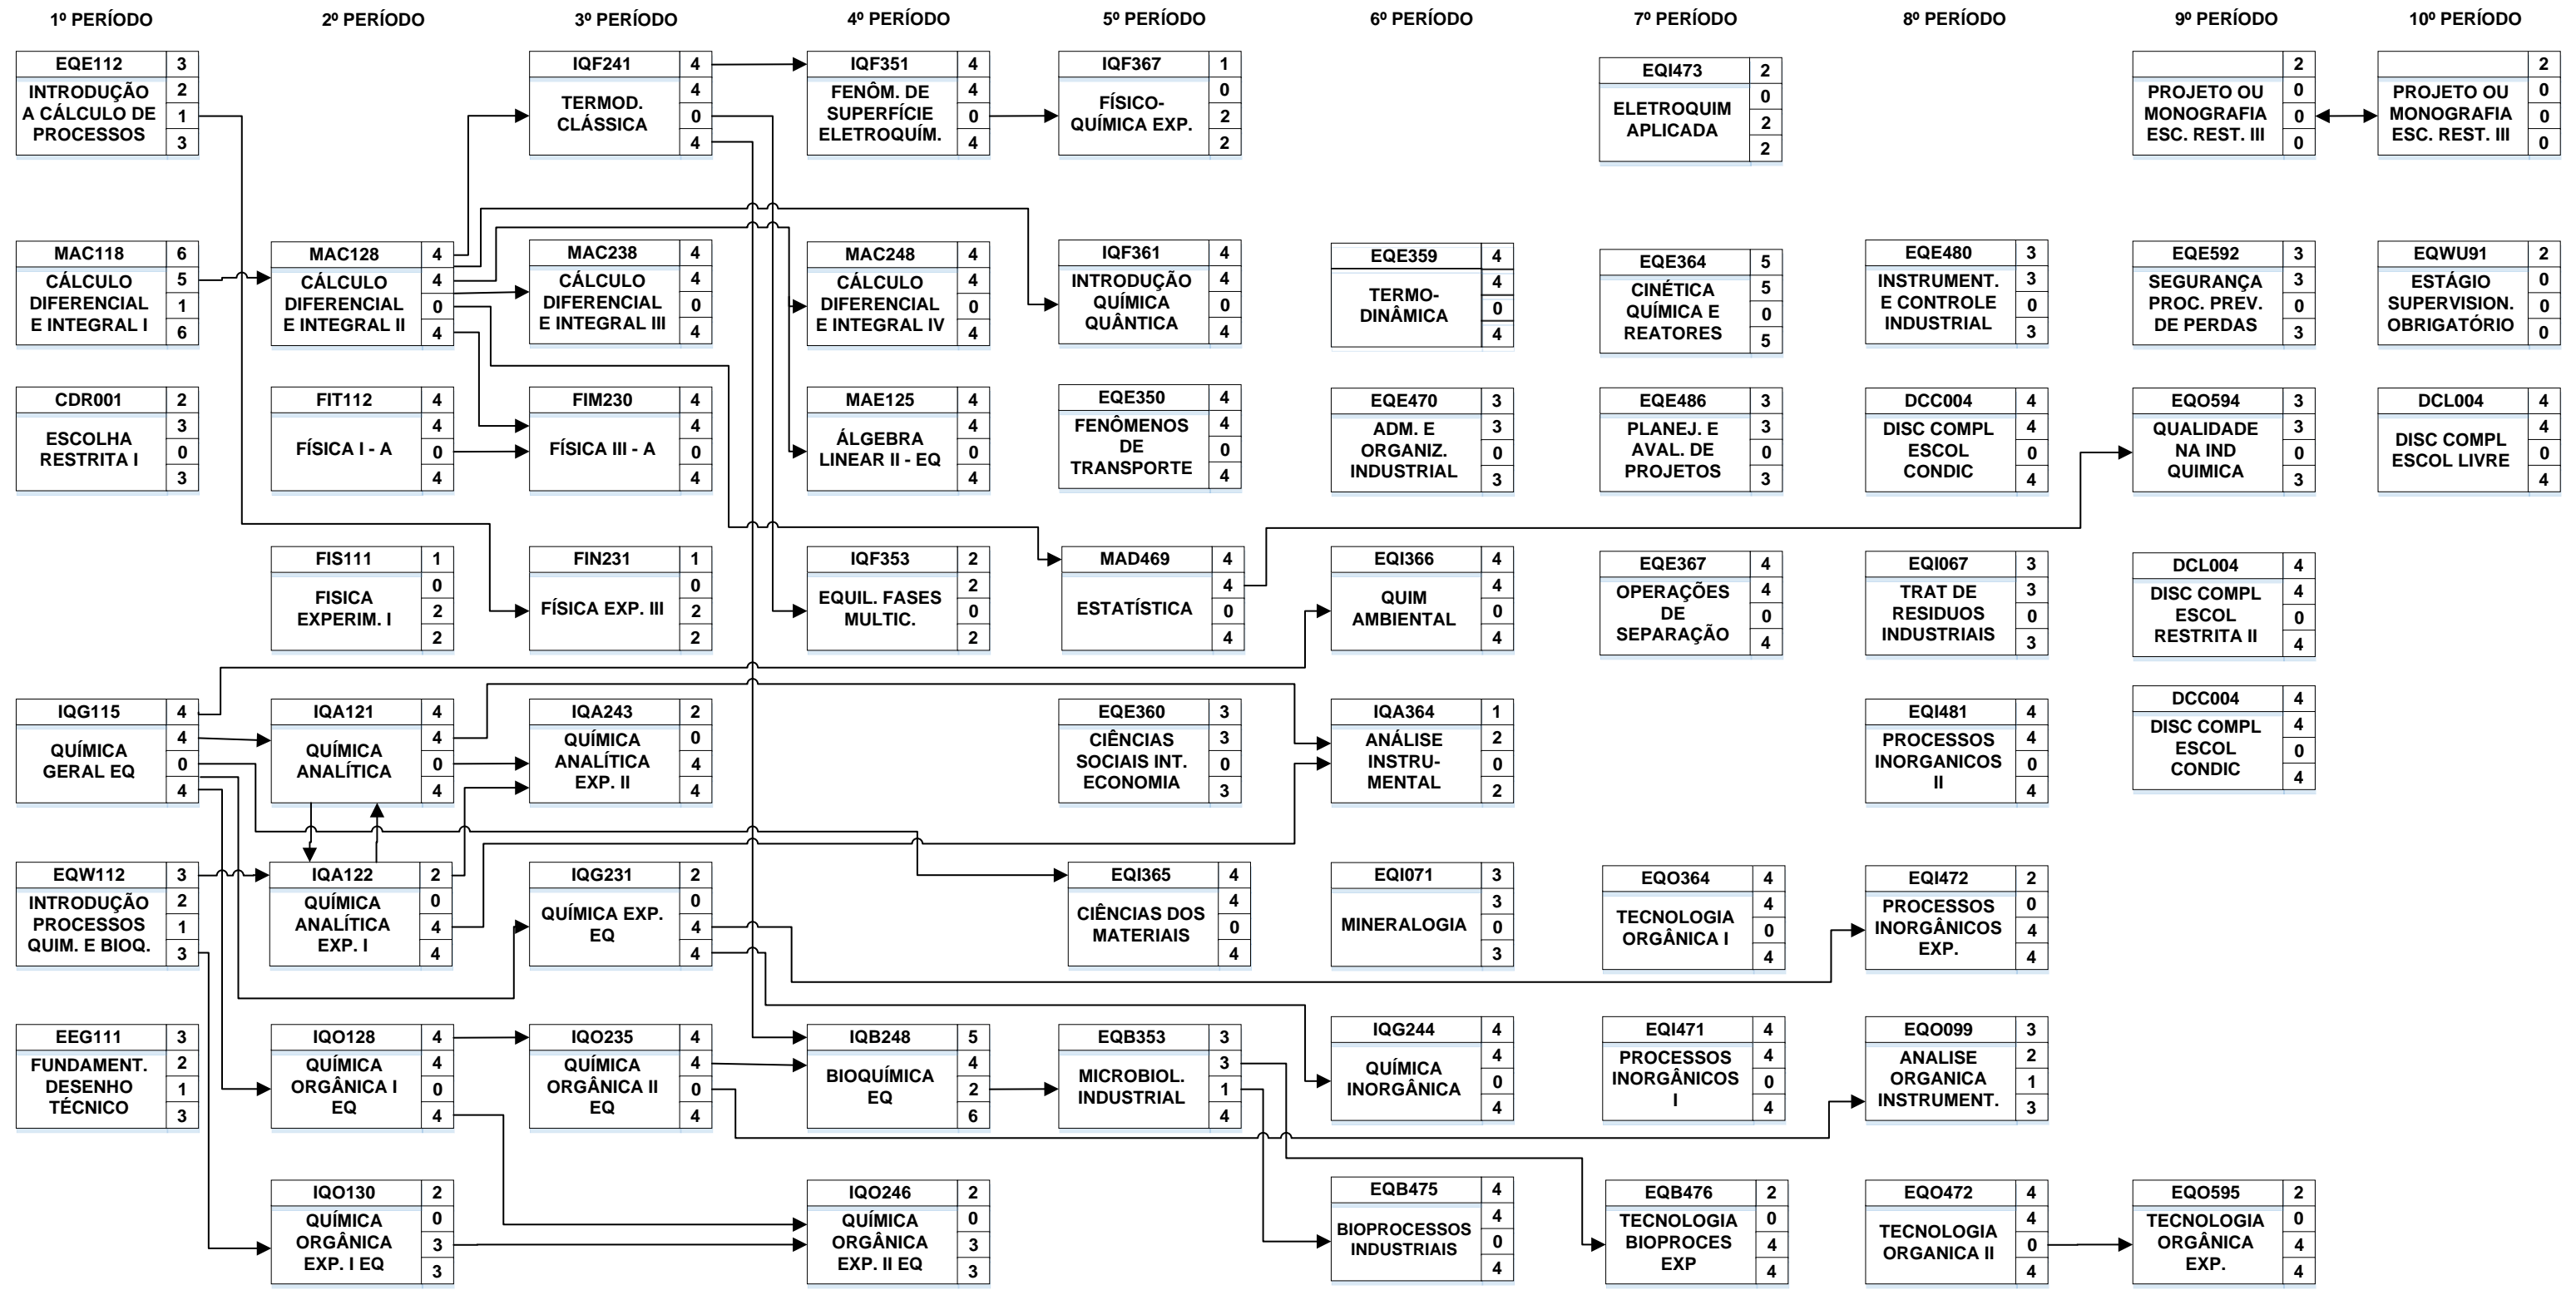 1º PERÍODO
2º PERÍODO
3º PERÍODO
4º PERÍODO
5º PERÍODO
6º PERÍODO
7º PERÍODO
8º PERÍODO
9º PERÍODO
10º PERÍODO
EQE112 3
INTRODUÇÃO 2
A CÁLCULO DE 1
PROCESSOS 3
MAC118 6
CÁLCULO 5
DIFERENCIAL 1
E INTEGRAL I 6
CDR001 2
ESCOLHA 3
RESTRITA I 0
3
IQG115 4
QUÍMICA 4
GERAL EQ 0
4
EQW112 3
INTRODUÇÃO 2
PROCESSOS 1
QUIM. E BIOQ. 3
EEG111 3
FUNDAMENT. 2
DESENHO 1
TÉCNICO 3
MAC128 4
CÁLCULO 4
DIFERENCIAL 0
E INTEGRAL II 4
FIT112 4
4
FÍSICA I - A 0
4
FIS111 1
FISICA 0
EXPERIM. I 2
2
IQA121 4
QUÍMICA 4
ANALÍTICA 0
4
IQA122 2
QUÍMICA 0
ANALÍTICA 4
EXP. I 4
IQO128 4
QUÍMICA 4
ORGÂNICA I 0
EQ 4
IQO130 2
QUÍMICA 0
ORGÂNICA 3
EXP. I EQ 3
IQF241 4
TERMOD. 4
CLÁSSICA 0
4
MAC238 4
CÁLCULO 4
DIFERENCIAL 0
E INTEGRAL III 4
FIM230 4
4
FÍSICA III - A 0
4
FIN231 1
0
FÍSICA EXP. III 2
2
IQA243 2
QUÍMICA 0
ANALÍTICA 4
EXP. II 4
IQG231 2
QUÍMICA EXP. 0
EQ 4
4
IQO235 4
QUÍMICA 4
ORGÂNICA II 0
EQ 4
IQF351 4
FENÔM. DE 4
SUPERFÍCIE 0
ELETROQUÍM. 4
MAC248 4
CÁLCULO 4
DIFERENCIAL 0
E INTEGRAL IV 4
MAE125 4
ÁLGEBRA 4
LINEAR II - EQ 0
4
IQF353 2
EQUIL. FASES 2
MULTIC. 0
2
IQB248 5
BIOQUÍMICA 4
EQ 2
6
IQO246 2
QUÍMICA 0
ORGÂNICA 3
EXP. II EQ 3
IQF367 1
FÍSICO- 0
QUÍMICA EXP. 2
2
IQF361 4
INTRODUÇÃO 4
QUÍMICA 0
QUÂNTICA 4
EQE350 4
FENÔMENOS 4
DE 0
TRANSPORTE 4
MAD469 4
4
ESTATÍSTICA 0
4
EQE360 3
CIÊNCIAS 3
SOCIAIS INT. 0
ECONOMIA 3
EQI365 4
CIÊNCIAS DOS 4
MATERIAIS 0
4
EQB353 3
MICROBIOL. 3
INDUSTRIAL 1
4
EQE359 4
TERMO- 4
DINÂMICA 0
4
EQE470 3
ADM. E 3
ORGANIZ. 0
INDUSTRIAL 3
EQI366 4
QUIM 4
AMBIENTAL 0
4
IQA364 1
ANÁLISE 2
INSTRU- 0
MENTAL 2
EQI071 3
3
MINERALOGIA 0
3
IQG244 4
QUÍMICA 4
INORGÂNICA 0
4
EQB475 4
BIOPROCESSOS 4
INDUSTRIAIS 0
4
EQI473 2
ELETROQUIM 0
APLICADA 2
2
EQE364 5
CINÉTICA 5
QUÍMICA E 0
REATORES 5
EQE486 3
PLANEJ. E 3
AVAL. DE 0
PROJETOS 3
EQE367 4
OPERAÇÕES 4
DE 0
SEPARAÇÃO 4
EQO364 4
TECNOLOGIA 4
ORGÂNICA I 0
4
EQI471 4
PROCESSOS 4
INORGÂNICOS 0
I 4
EQB476 2
TECNOLOGIA 0
BIOPROCES 4
EXP 4
EQE480 3
INSTRUMENT. 3
E CONTROLE 0
INDUSTRIAL 3
DCC004 4
DISC COMPL 4
ESCOL 0
CONDIC 4
EQI067 3
TRAT DE 3
RESIDUOS 0
INDUSTRIAIS 3
EQI481 4
PROCESSOS 4
INORGANICOS 0
II 4
EQI472 2
PROCESSOS 0
INORGÂNICOS 4
EXP. 4
EQO099 3
ANALISE 2
ORGANICA 1
INSTRUMENT. 3
EQO472 4
TECNOLOGIA 4
ORGANICA II 0
4
2
PROJETO OU 0
MONOGRAFIA 0
ESC. REST. III 0
EQE592 3
SEGURANÇA 3
PROC. PREV. 0
DE PERDAS 3
EQO594 3
QUALIDADE 3
NA IND 0
QUIMICA 3
DCL004 4
DISC COMPL 4
ESCOL 0
RESTRITA II 4
DCC004 4
DISC COMPL 4
ESCOL 0
CONDIC 4
EQO595 2
TECNOLOGIA 0
ORGÂNICA 4
EXP. 4
2
PROJETO OU 0
MONOGRAFIA 0
ESC. REST. III 0
EQWU91 2
ESTÁGIO 0
SUPERVISION. 0
OBRIGATÓRIO 0
DCL004 4
DISC COMPL 4
ESCOL LIVRE 0
4